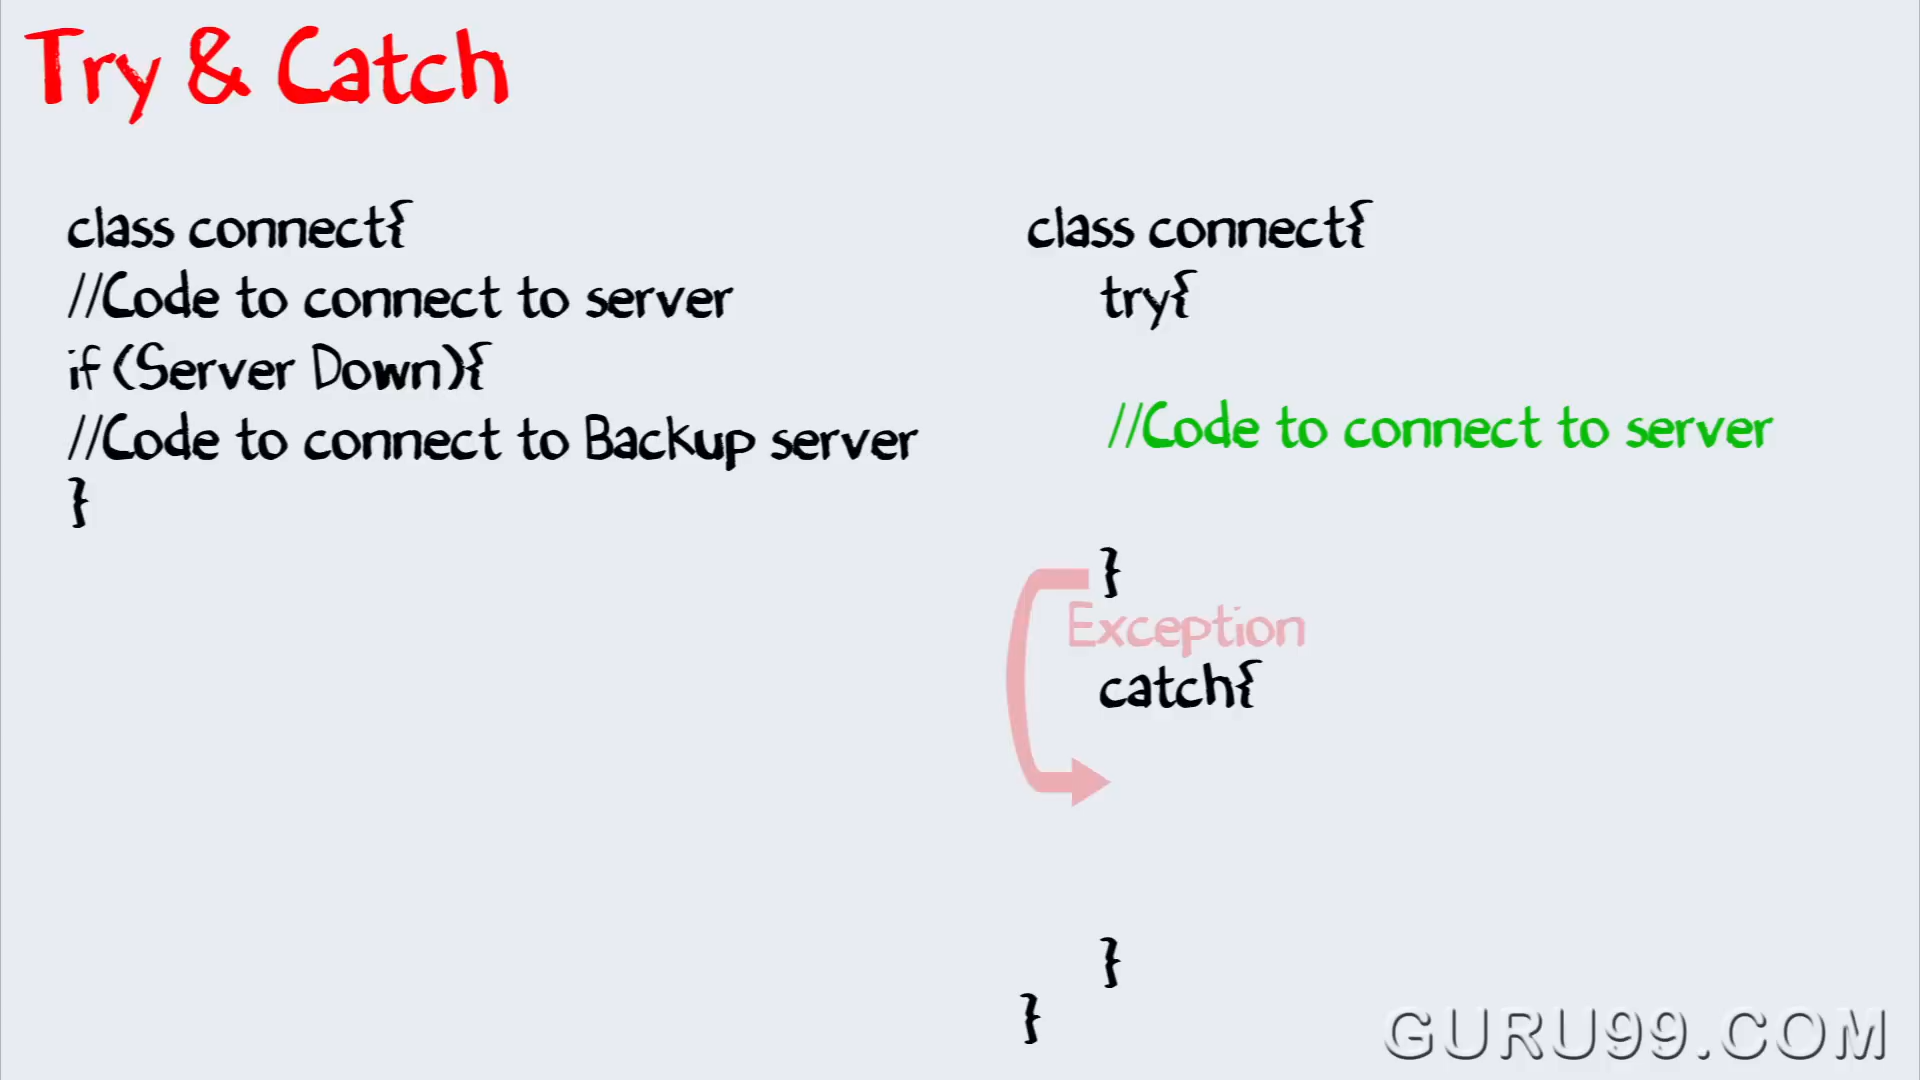 Try & Catch
class connect{
//Code to connect to server
if (Server Down){
//Code to connect to Backup server
}
class connect{
try{
//Code to connect to server
}
Exception
catch{
}
}
GURU99.COM